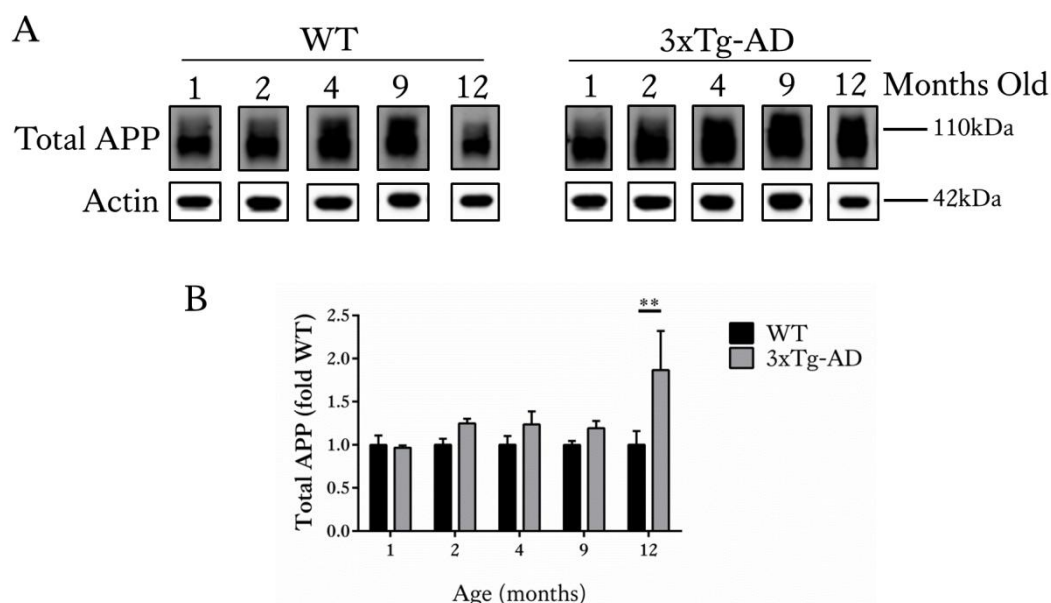 A
WT 3xTg-AD
1 2 4 9 12 1 2 4 9 12 Months Old
Total APP 110kDa
Actin 42kDa
B
**
2.5
2.0
1.5
1.0
0.5
0.0
Total APP (fold WT)
WT
3xTg-AD
1 2 4 9 12
Age (months)